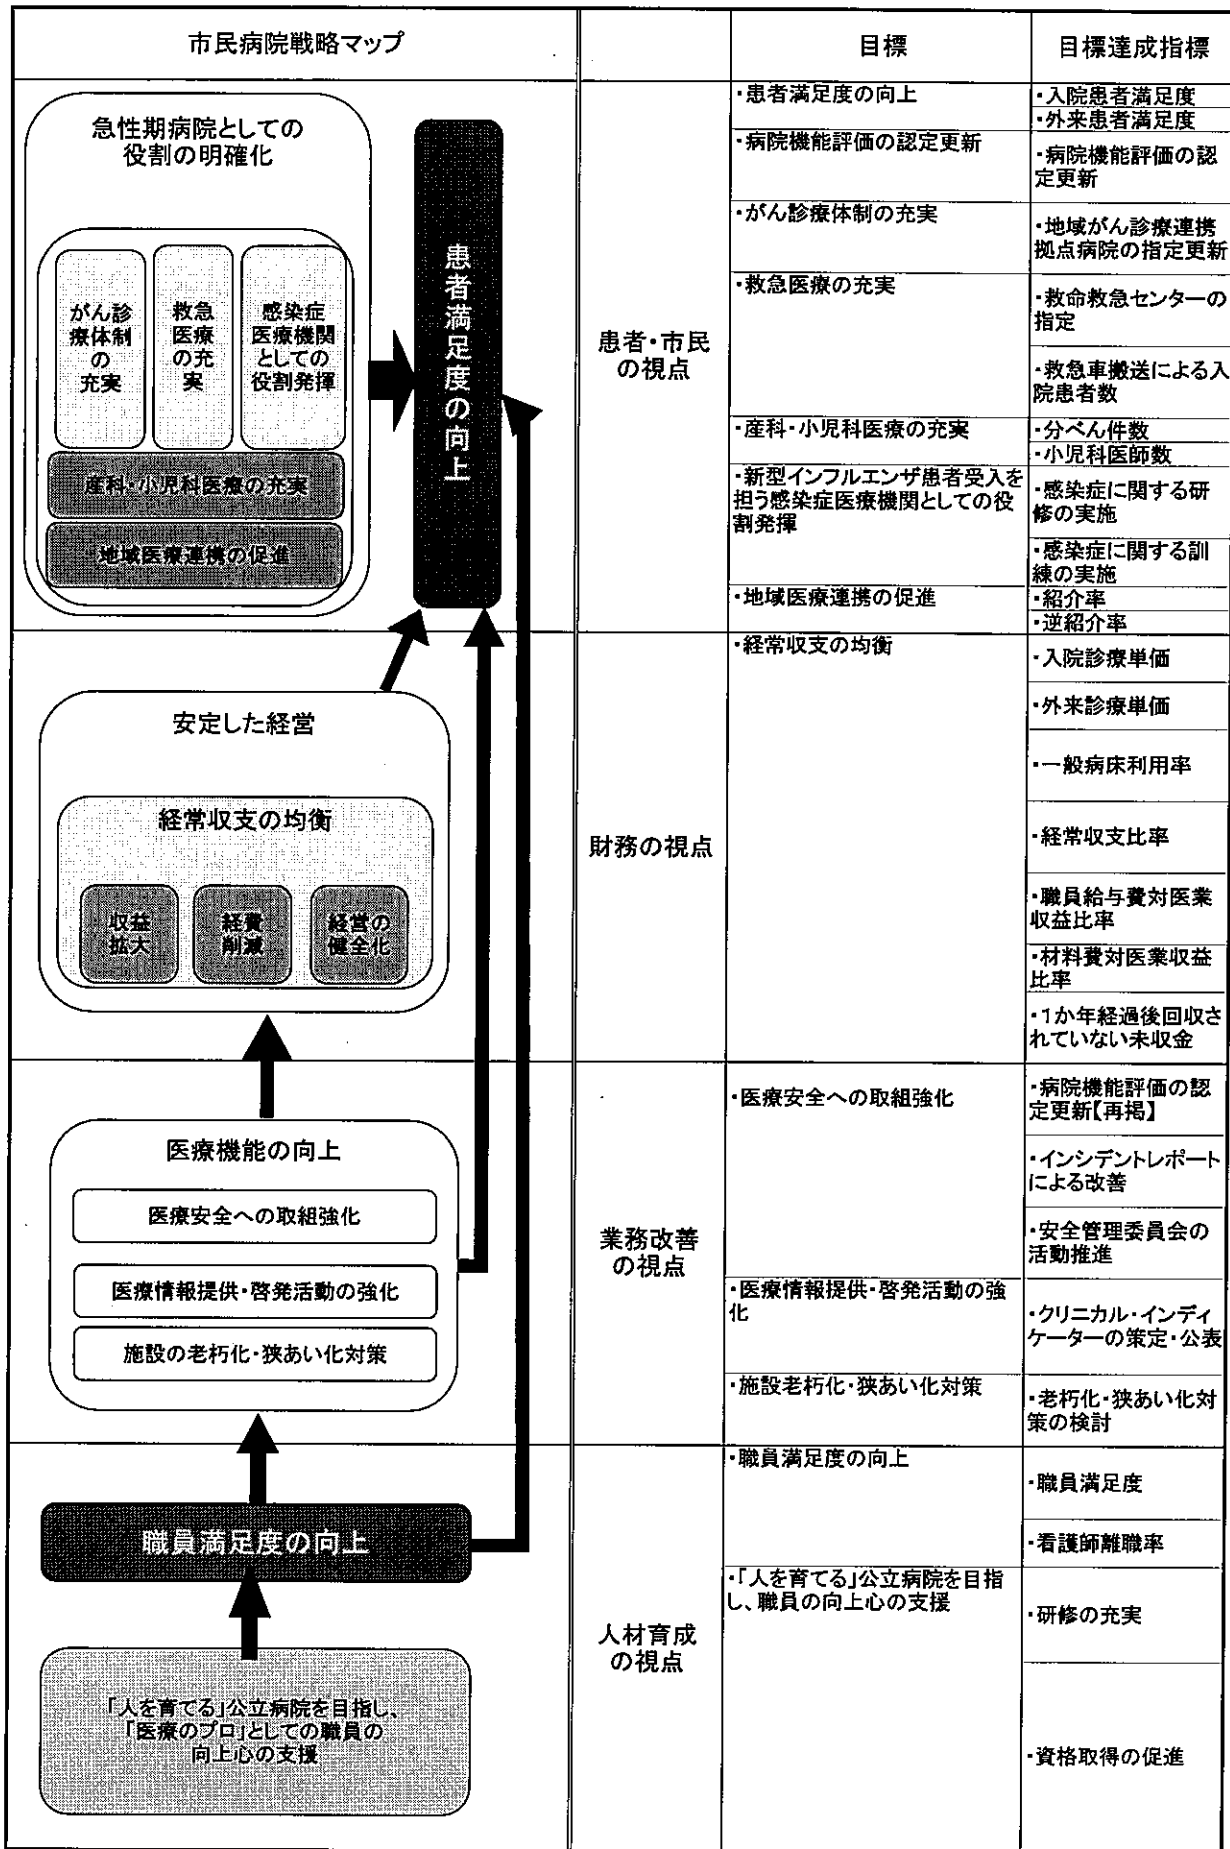 市民病院戦略マップ
目標
目標達成指標
急性期病院としての
役割の明確化
がん診
療体制
の
充実
救急
医療
の充
実
感染症
医療機関
としての
役割発揮
産科・小児科医療の充実
地域医療連携の促進
患者満足度の向上
患者・市民
の視点
・患者満足度の向上
・入院患者満足度
・外来患者満足度
・病院機能評価の認定更新
・病院機能評価の認
定更新
・がん診療体制の充実
・地域がん診療連携
拠点病院の指定更新
・救急医療の充実
・救命救急センターの
指定
・救急車搬送による入
院患者数
・産科・小児科医療の充実
・分べん件数
・小児科医師数
・新型インフルエンザ患者受入を
担う感染症医療機関としての役
割発揮
・感染症に関する研
修の実施
・感染症に関する訓
練の実施
・地域医療連携の促進
・紹介率
・逆紹介率
安定した経営
経常収支の均衡
収益
拡大
経費
削減
経営の
健全化
財務の視点
・経常収支の均衡
・入院診療単価
・外来診療単価
・一般病床利用率
・経常収支比率
・職員給与費対医業
収益比率
・材料費対医業収益
比率
・1か年経過後回収さ
れていない未収金
医療機能の向上
医療安全への取組強化
医療情報提供・啓発活動の強化
施設の老朽化・狭あい化対策
業務改善
の視点
・医療安全への取組強化
・病院機能評価の認
定更新【再掲】
・インシデントレポート
による改善
・安全管理委員会の
活動推進
・医療情報提供・啓発活動の強
化
・クリニカル・インディ
ケーターの策定・公表
・施設老朽化・狭あい化対策
・老朽化・狭あい化対
策の検討
職員満足度の向上
「人を育てる」公立病院を目指し、
「医療のプロ」としての職員の
向上心の支援
人材育成
の視点
・職員満足度の向上
・職員満足度
・看護師離職率
・「人を育てる」公立病院を目指
し、職員の向上心の支援
・研修の充実
・資格取得の促進